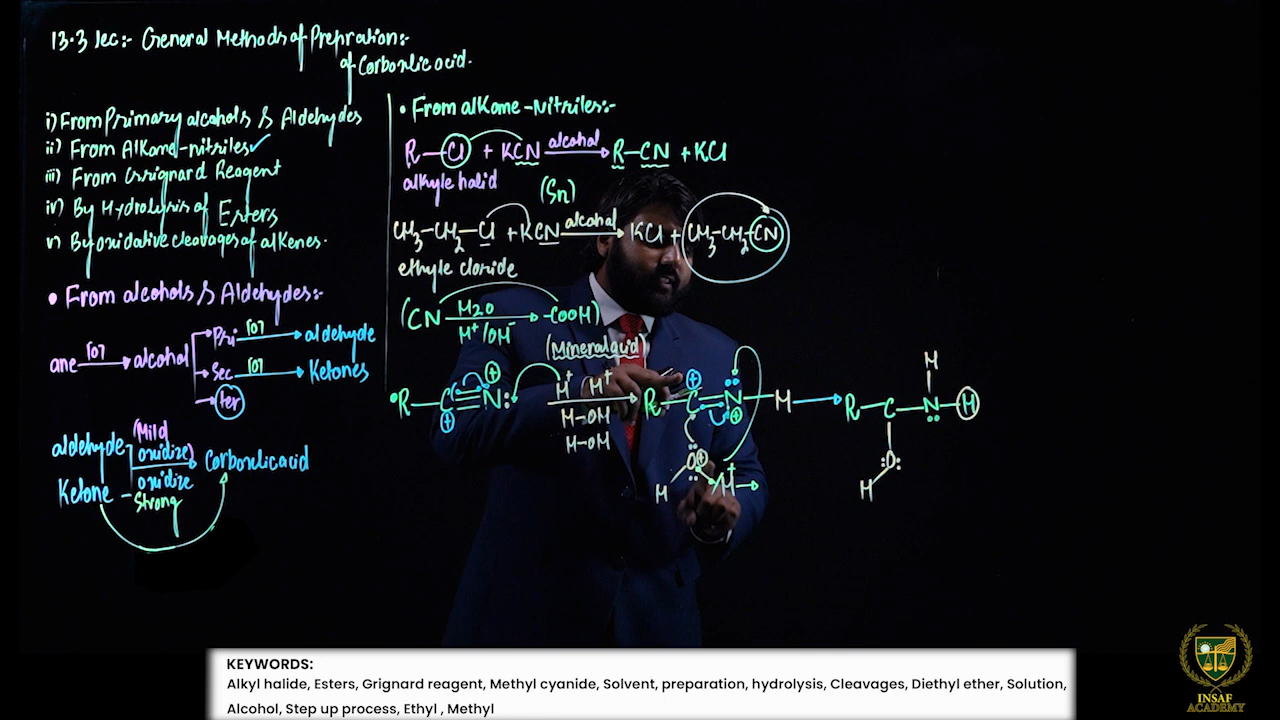 13.3 lec:- General Methods of Prepration:-
of Corboxlic acid.
i) From Primary alcohols & Aldehydes
ii) From Alkane-nitriles ✓
iii) From Grignard Reagent
iv) By Hydrolysis of Esters
v) By oxidative cleavages of alkenes.
• From alcohols & Aldehydes:-
ane [o] → alcohol
Pri [o] → aldehyde
Sec [o] → Ketones
ter
aldehyde (Mild oxidize) → Corboxlic acid
Ketone - oxidize Strong
• From alkane-Nitriles:-
R-Cl + KCN alcohal → R-CN + KCl
alkyle halid
(Sn)
CH3-CH2-Cl + KCN alcohal → KCl + CH3-CH2-CN
ethyle cloride
(CN H2O → -COOH)
H+/OH-
(Mineral acid)
R-C≡N: H+ H+ → R-C=N-H → R-C-N-H
H-OH
H-OH
H
O
H
H+ →
:O:
H
KEYWORDS:
Alkyl halide, Esters, Grignard reagent, Methyl cyanide, Solvent, preparation, hydrolysis, Cleavages, Diethyl ether, Solution,
Alcohol, Step up process, Ethyl , Methyl
INSAF
ACADEMY